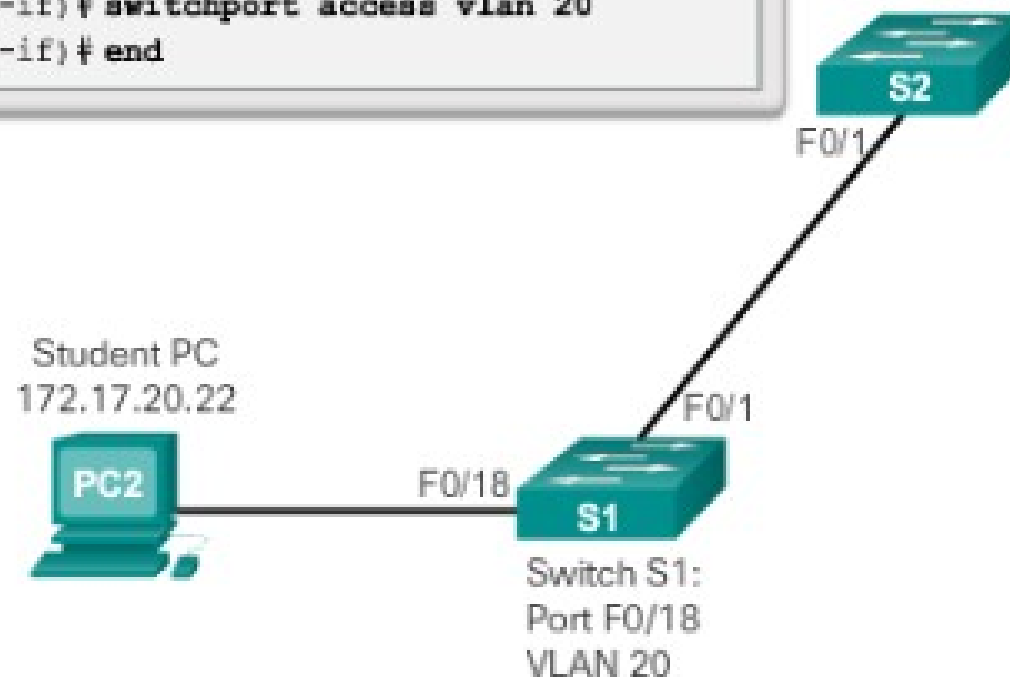 -if)# switchport access vlan 20
-if)# end
S2
F0/1
Student PC
172.17.20.22
F0/1
PC2
F0/18
S1
Switch S1:
Port F0/18
VLAN 20